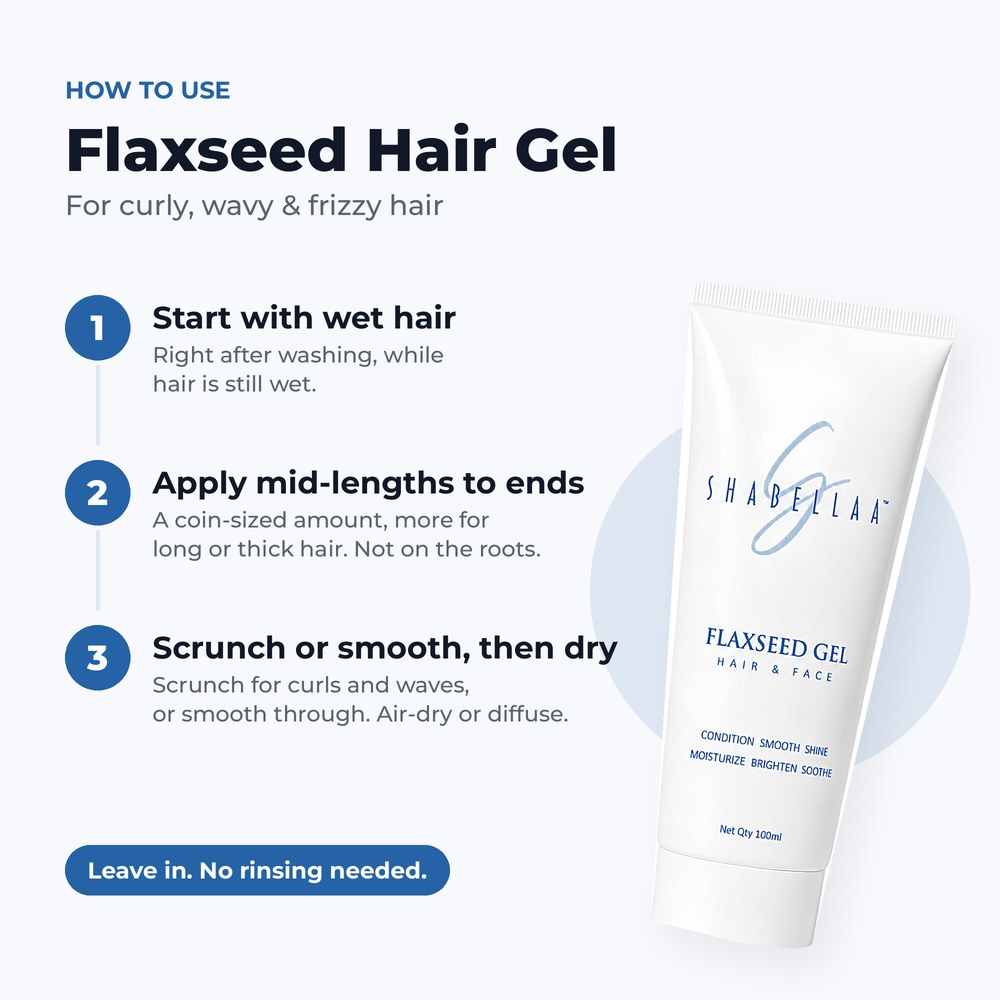 HOW TO USE
Flaxseed Hair Gel
For curly, wavy & frizzy hair
1
Start with wet hair
Right after washing, while
hair is still wet.
2
Apply mid-lengths to ends
A coin-sized amount, more for
long or thick hair. Not on the roots.
3
Scrunch or smooth, then dry
Scrunch for curls and waves,
or smooth through. Air-dry or diffuse.
Leave in. No rinsing needed.
SHABELLAA™
FLAXSEED GEL
HAIR & FACE
CONDITION SMOOTH SHINE
MOISTURIZE BRIGHTEN SOOTHE
Net Qty 100ml